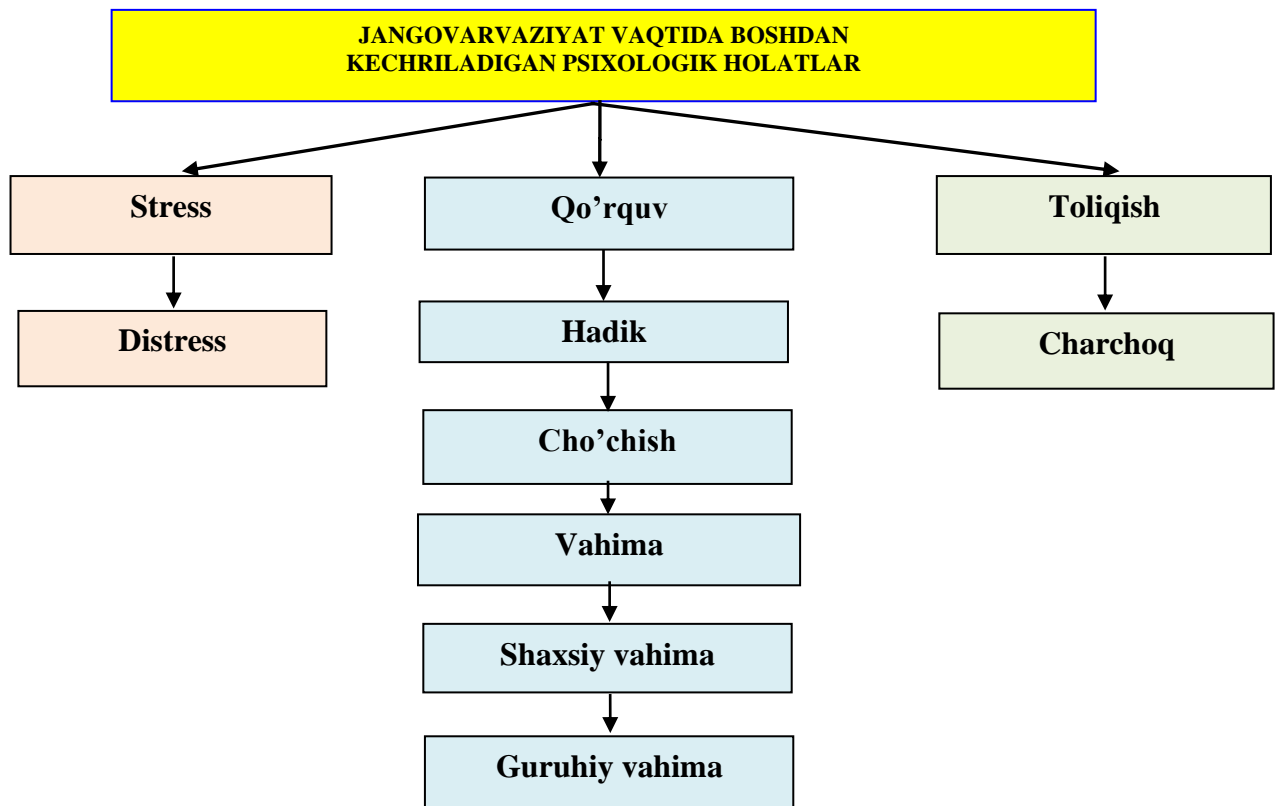 JANGOVARVAZIYAT VAQTIDA BOSHDAN
KECHRILADIGAN PSIXOLOGIK HOLATLAR
Stress
Qo’rquv
Toliqish
Distress
Hadik
Charchoq
Cho’chish
Vahima
Shaxsiy vahima
Guruhiy vahima